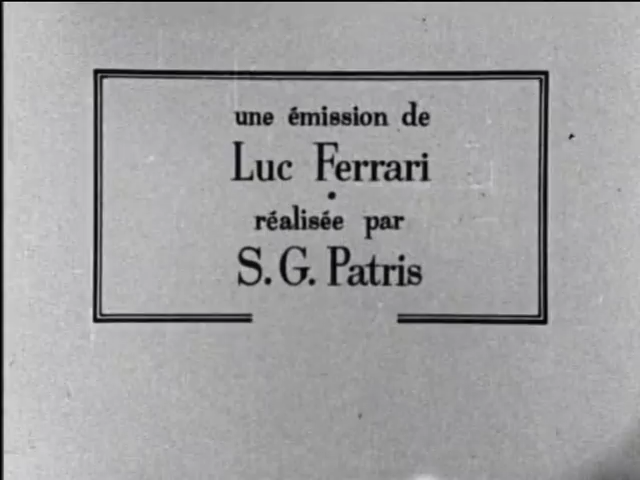 une émission de
Luc Ferrari
•
réalisée par
S. G. Patris